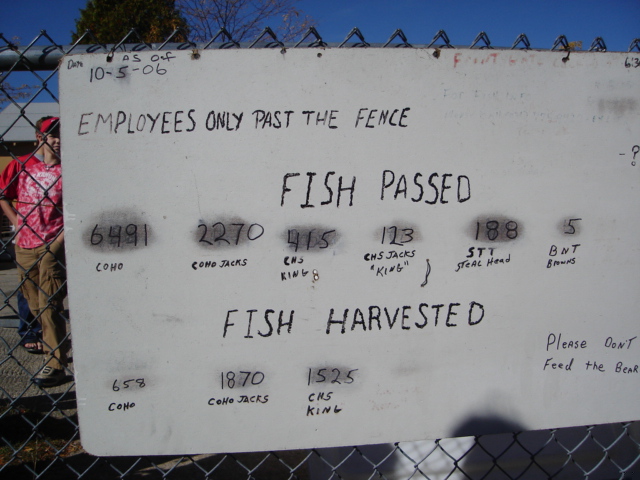 Date AS OF
10-5-06
EMPLOYEES ONLY PAST THE FENCE
- ?
FISH PASSED
6491 2270 415 123 188 5
COHO COHO JACKS CHS KING CHS JACKS "KING" STT STEAL HEAD BNT BROWNS
FISH HARVESTED
658 1870 1525
COHO COHO JACKS CHS KING
Please DON'T
Feed the BEAR